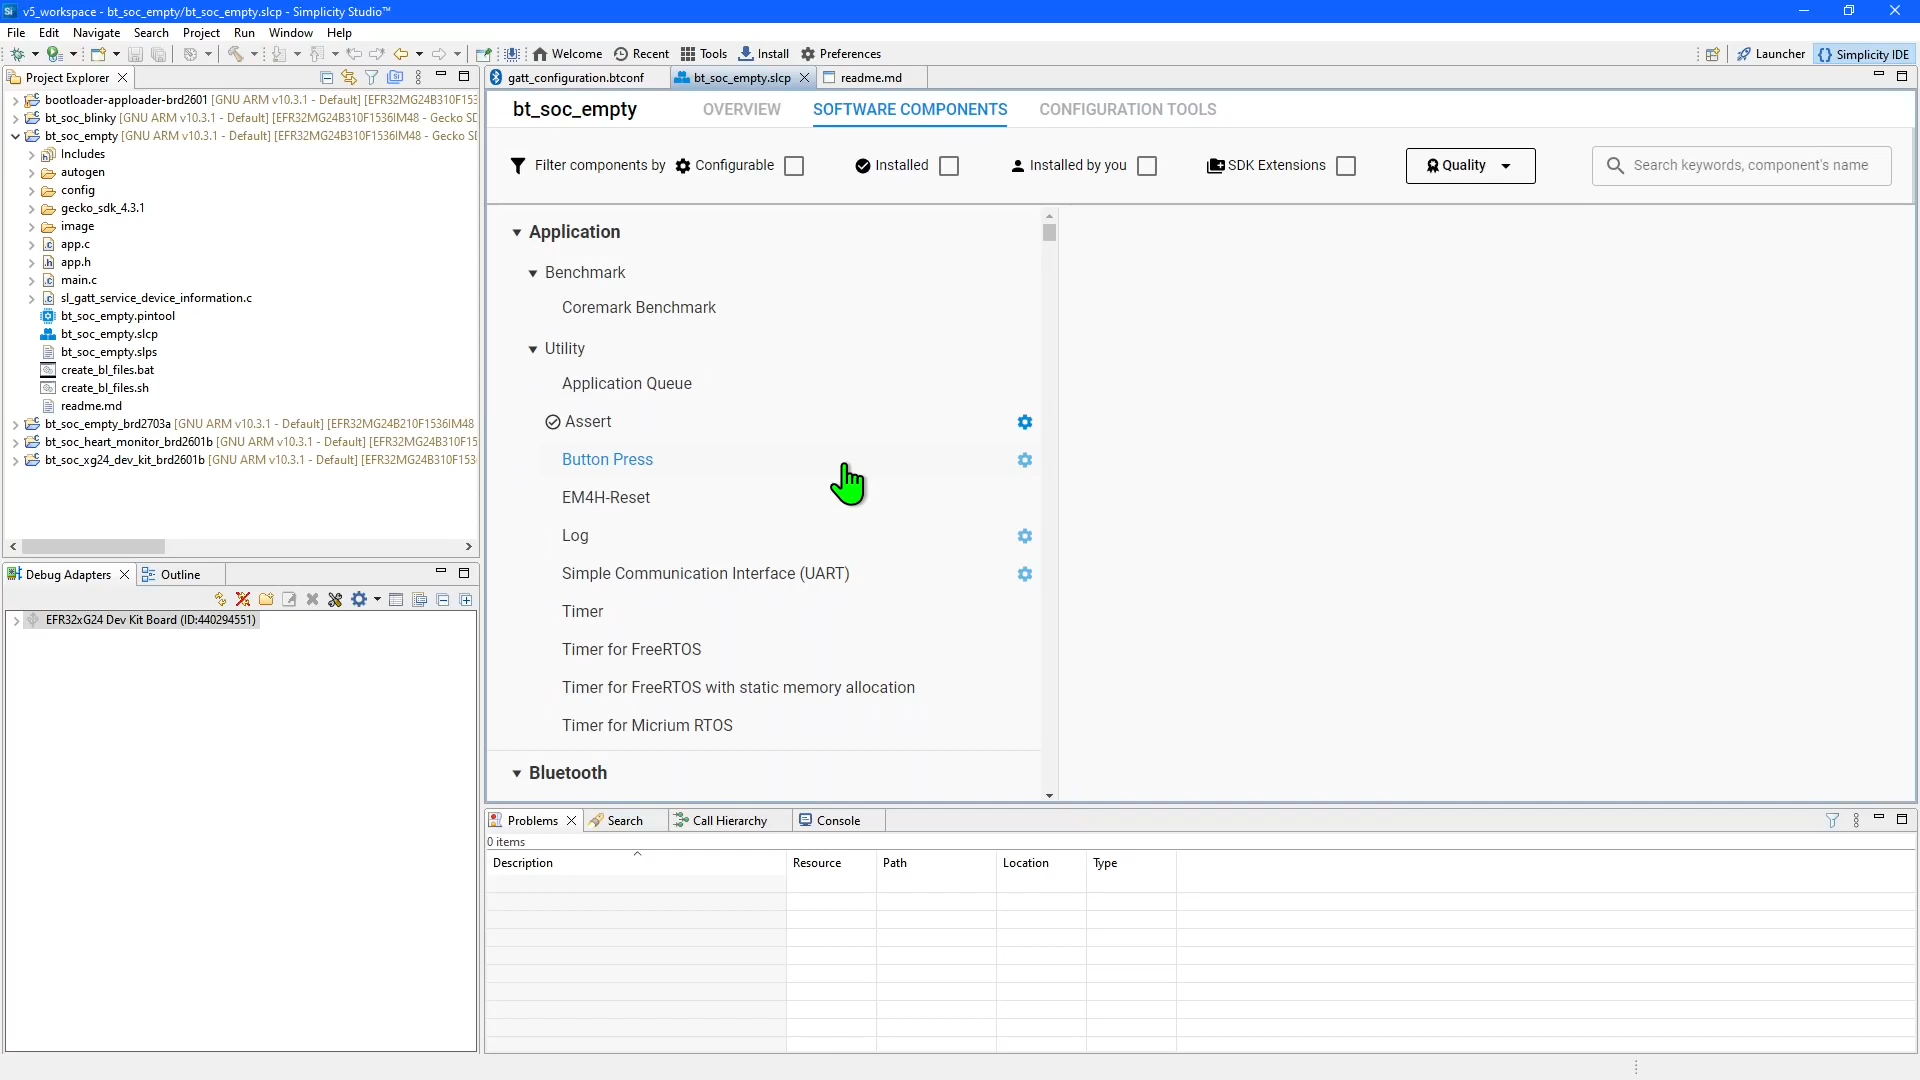 v5_workspace - bt_soc_empty/bt_soc_empty.slcp - Simplicity Studio™
File Edit Navigate Search Project Run Window Help
Welcome Recent Tools Install Preferences Launcher Simplicity IDE
Project Explorer
bootloader-apploader-brd2601 [GNU ARM v10.3.1 - Default] [EFR32MG24B310F153
bt_soc_blinky [GNU ARM v10.3.1 - Default] [EFR32MG24B310F1536IM48 - Gecko SD
bt_soc_empty [GNU ARM v10.3.1 - Default] [EFR32MG24B310F1536IM48 - Gecko SD
Includes
autogen
config
gecko_sdk_4.3.1
image
app.c
app.h
main.c
sl_gatt_service_device_information.c
bt_soc_empty.pintool
bt_soc_empty.slcp
bt_soc_empty.slps
create_bl_files.bat
create_bl_files.sh
readme.md
bt_soc_empty_brd2703a [GNU ARM v10.3.1 - Default] [EFR32MG24B210F1536IM48
bt_soc_heart_monitor_brd2601b [GNU ARM v10.3.1 - Default] [EFR32MG24B310F15
bt_soc_xg24_dev_kit_brd2601b [GNU ARM v10.3.1 - Default] [EFR32MG24B310F153
Debug Adapters Outline
EFR32xG24 Dev Kit Board (ID:440294551)
gatt_configuration.btconf bt_soc_empty.slcp readme.md
bt_soc_empty OVERVIEW SOFTWARE COMPONENTS CONFIGURATION TOOLS
Filter components by Configurable Installed Installed by you SDK Extensions Quality Search keywords, component's name
Application
Benchmark
Coremark Benchmark
Utility
Application Queue
Assert
Button Press
EM4H-Reset
Log
Simple Communication Interface (UART)
Timer
Timer for FreeRTOS
Timer for FreeRTOS with static memory allocation
Timer for Micrium RTOS
Bluetooth
Problems Search Call Hierarchy Console
0 items
Description Resource Path Location Type